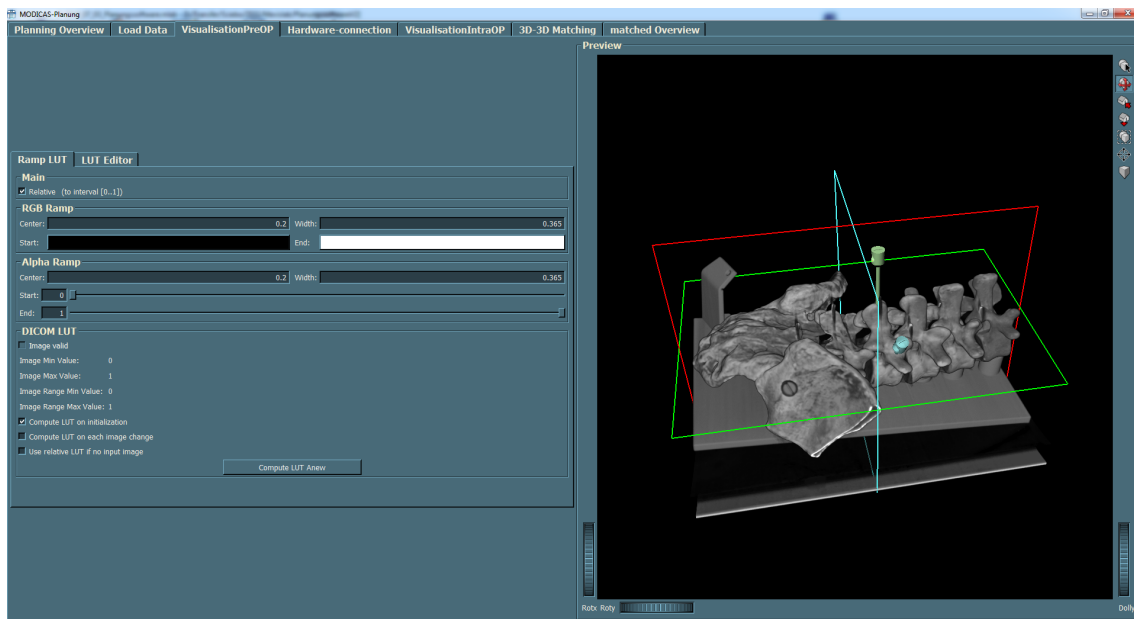 MODICAS-Planung
Planning Overview Load Data VisualisationPreOP Hardware-connection VisualisationIntraOP 3D-3D Matching matched Overview
Preview
Ramp LUT LUT Editor
Main
Relative (to interval [0..1])
RGB Ramp
Center: 0.2 Width: 0.365
Start: End:
Alpha Ramp
Center: 0.2 Width: 0.365
Start: 0
End: 1
DICOM LUT
Image valid
Image Min Value: 0
Image Max Value: 1
Image Range Min Value: 0
Image Range Max Value: 1
Compute LUT on initialization
Compute LUT on each image change
Use relative LUT if no input image
Compute LUT Anew
Rotx Roty Dolly